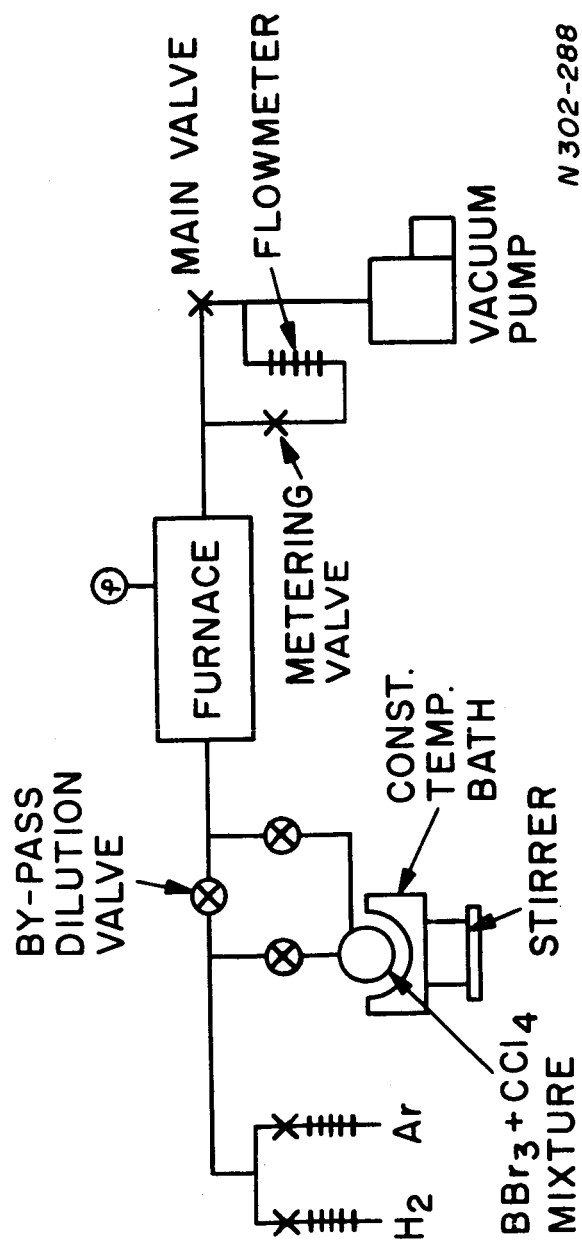 BY-PASS
DILUTION
VALVE
FURNACE
P
MAIN VALVE
FLOWMETER
METERING
VALVE
VACUUM
PUMP
CONST.
TEMP.
BATH
STIRRER
H2
Ar
BBr3 + CCl4
MIXTURE
N302-288